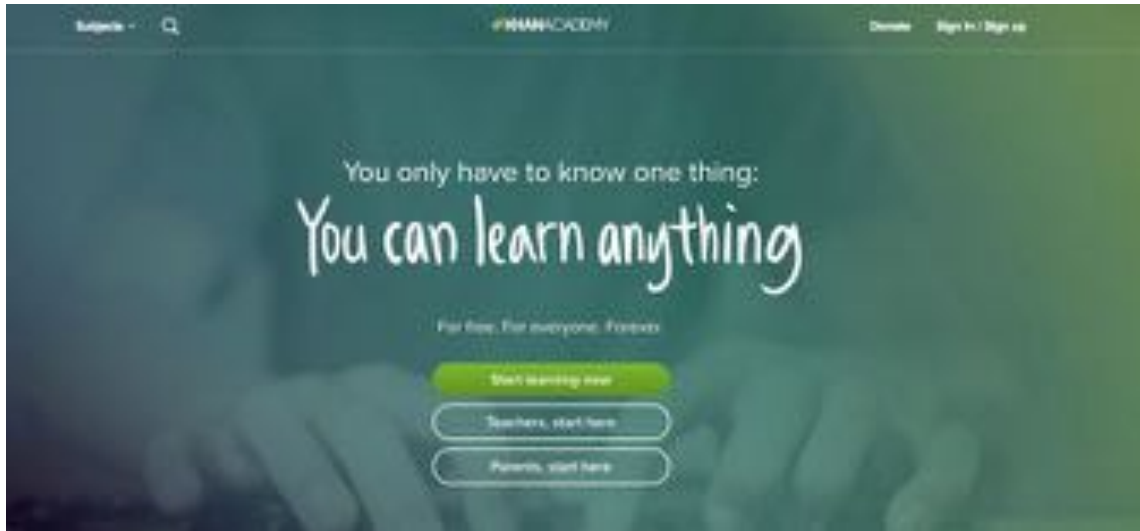 Subjects
KHANACADEMY
Donate
Sign in / Sign up
You only have to know one thing:
You can learn anything
For free. For everyone. Forever
Start learning now
Teachers, start here
Parents, start here